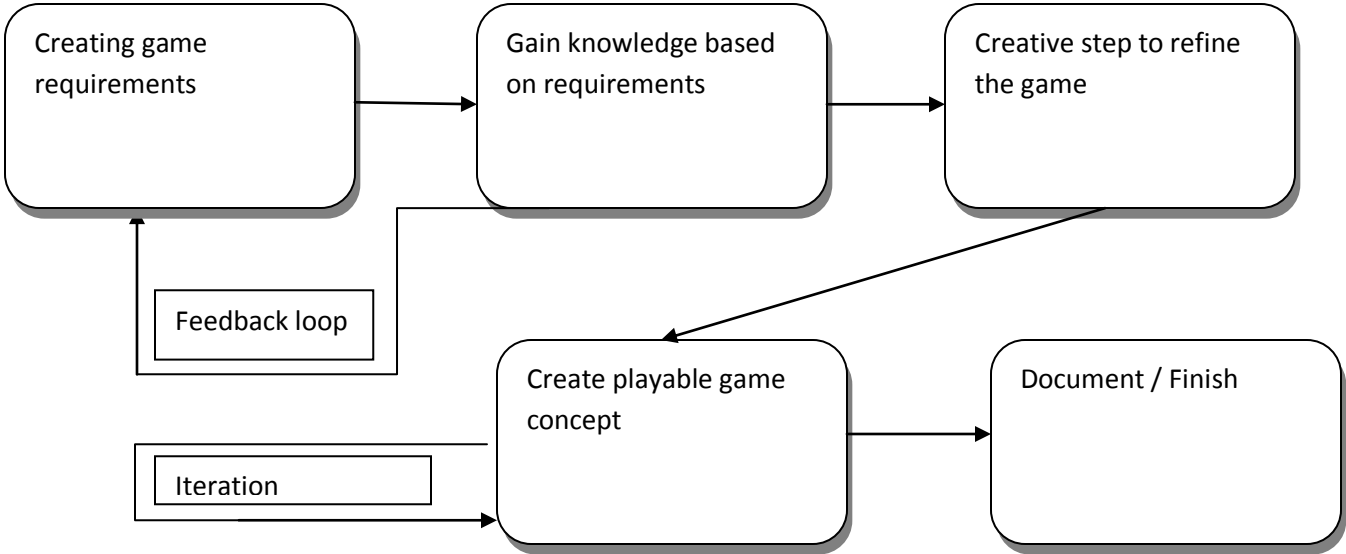 Creating game
requirements
Gain knowledge based
on requirements
Creative step to refine
the game
Feedback loop
Create playable game
concept
Document / Finish
Iteration